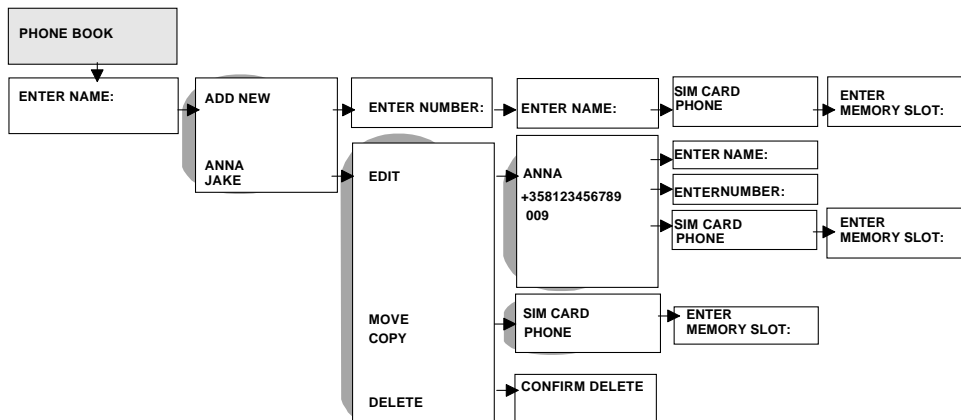 PHONE BOOK
ENTER NAME:
ADD NEW
ANNA
JAKE
ENTER NUMBER:
ENTER NAME:
SIM CARD
PHONE
ENTER
MEMORY SLOT:
EDIT
MOVE
COPY
DELETE
ANNA
+358123456789
009
ENTER NAME:
ENTERNUMBER:
SIM CARD
PHONE
ENTER
MEMORY SLOT:
SIM CARD
PHONE
ENTER
MEMORY SLOT:
CONFIRM DELETE